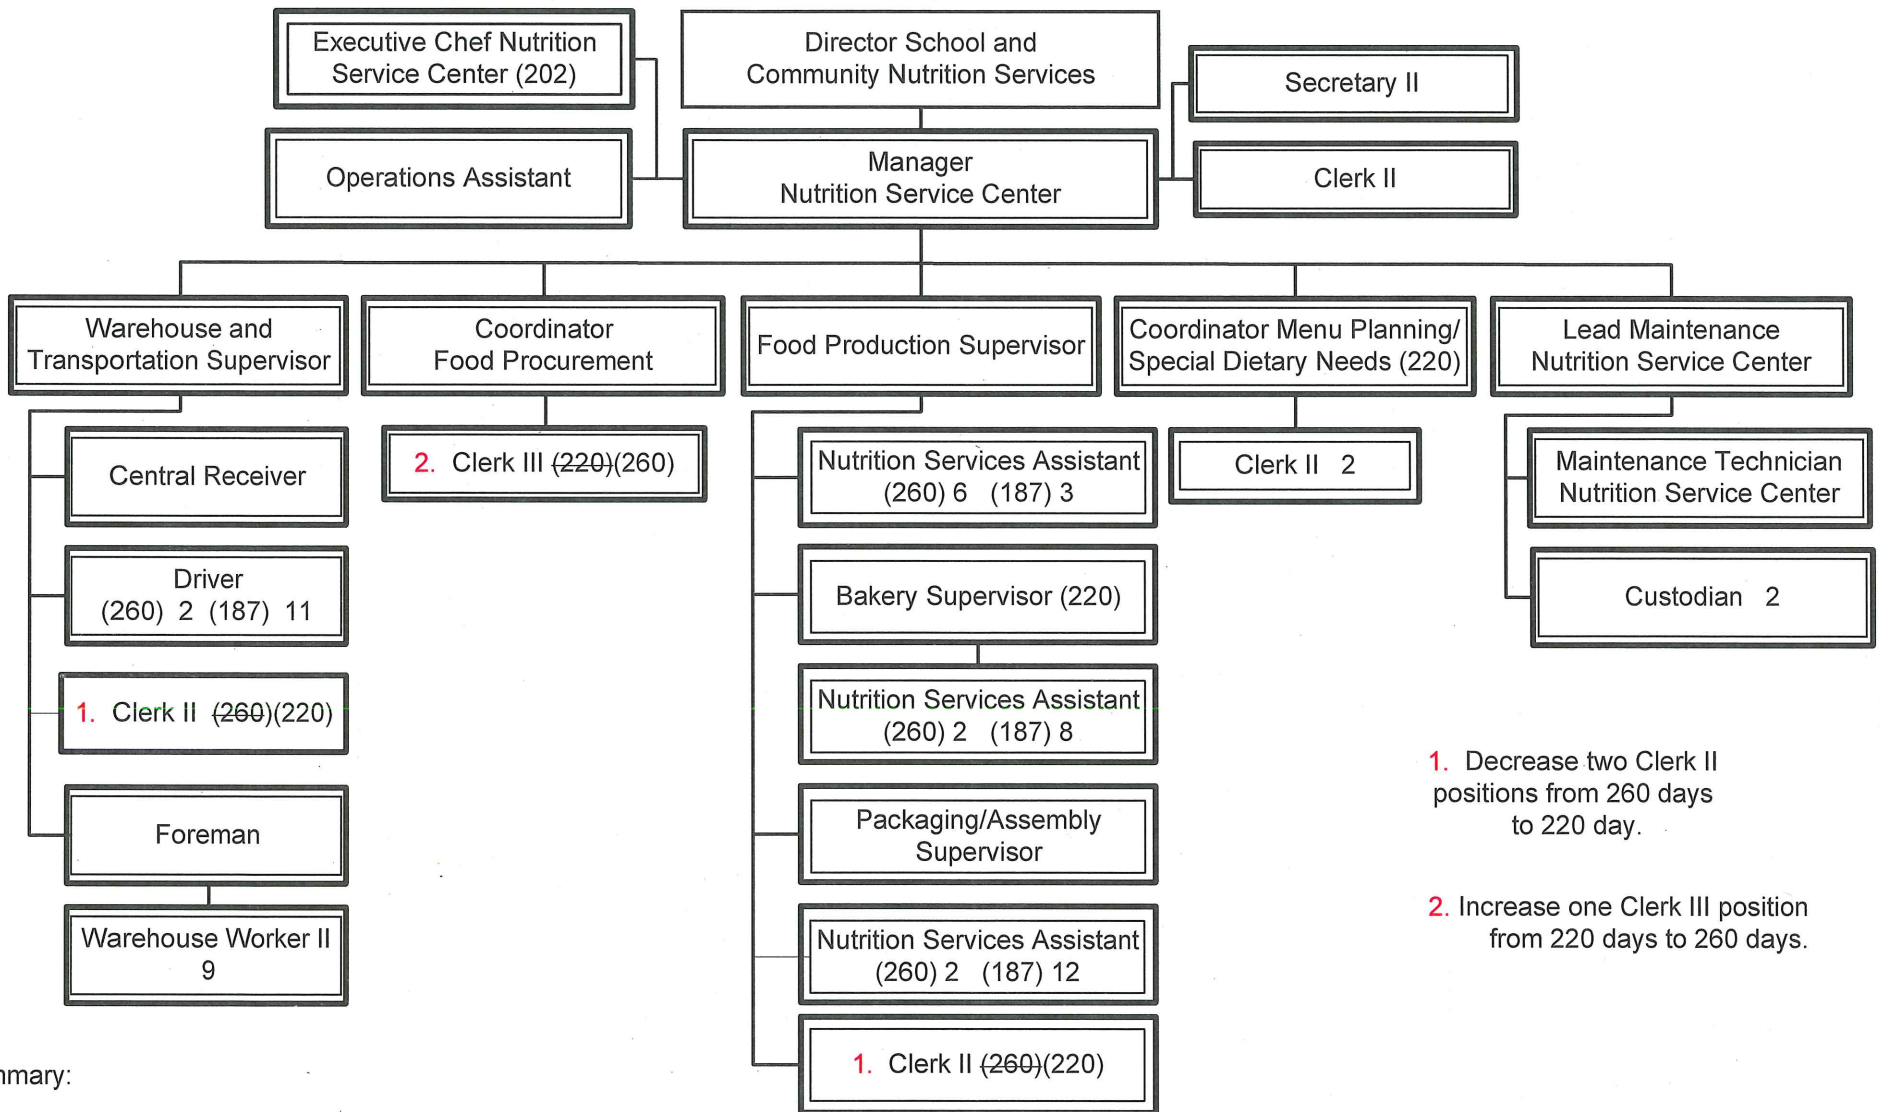 Executive Chef Nutrition
Service Center (202)
Director School and
Community Nutrition Services
Secretary II
Operations Assistant
Manager
Nutrition Service Center
Clerk II
Warehouse and
Transportation Supervisor
Coordinator
Food Procurement
Food Production Supervisor
Coordinator Menu Planning/
Special Dietary Needs (220)
Lead Maintenance
Nutrition Service Center
Central Receiver
Driver
(260) 2 (187) 11
1. Clerk II (260)(220)
Foreman
Warehouse Worker II
9
2. Clerk III (220)(260)
Nutrition Services Assistant
(260) 6 (187) 3
Bakery Supervisor (220)
Nutrition Services Assistant
(260) 2 (187) 8
Packaging/Assembly
Supervisor
Nutrition Services Assistant
(260) 2 (187) 12
1. Clerk II (260)(220)
Clerk II 2
Maintenance Technician
Nutrition Service Center
Custodian 2
1. Decrease two Clerk II
positions from 260 days
to 220 day.
2. Increase one Clerk III position
from 220 days to 260 days.